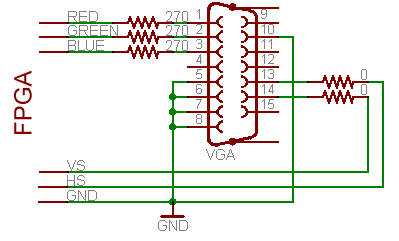 RED 270 1 9
GREEN 270 2 10
BLUE 270 3 11
4 12
5 13 0
6 14 0
7 15
8
FPGA
VGA
VS
HS
GND
GND